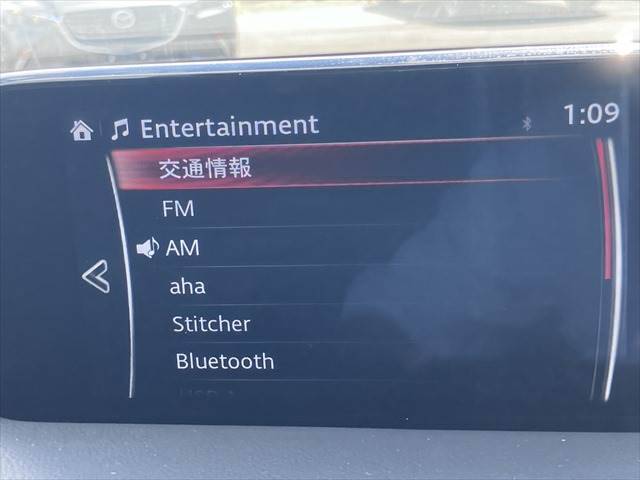 Entertainment
1:09
交通情報
FM
AM
aha
Stitcher
Bluetooth